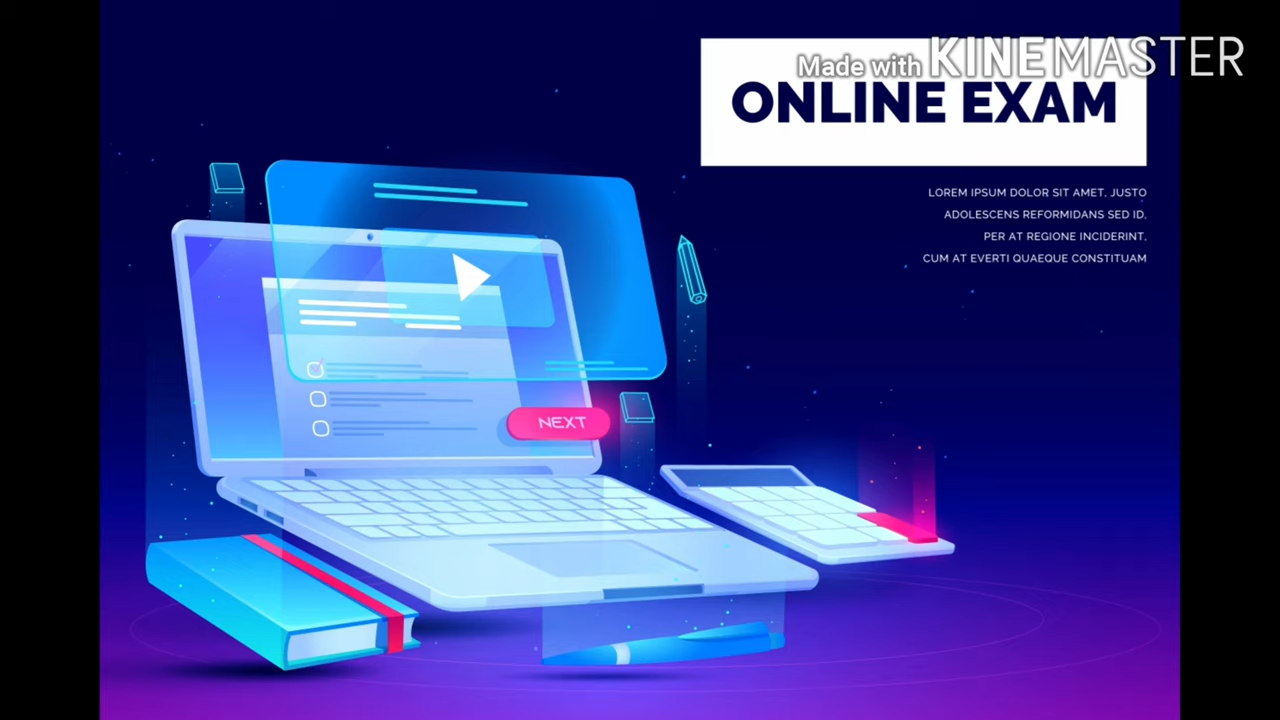 Made with KINEMASTER
ONLINE EXAM
LOREM IPSUM DOLOR SIT AMET, JUSTO
ADOLESCENS REFORMIDANS SED ID,
PER AT REGIONE INCIDERINT,
CUM AT EVERTI QUAEQUE CONSTITUAM
NEXT